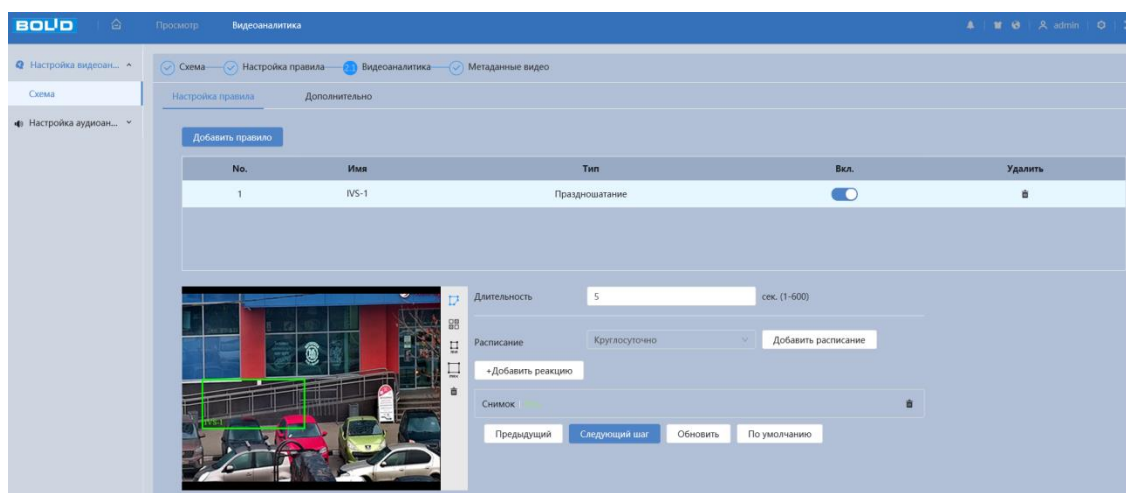 BOLID Просмотр Видеоаналитика admin
Настройка видеоан...
Схема
Настройка аудиоан...
Схема Настройка правила 2.1 Видеоаналитика Метаданные видео
Настройка правила Дополнительно
Добавить правило
No. Имя Тип Вкл. Удалить
1 IVS-1 Праздношатание
Длительность 5 сек. (1-600)
Расписание Круглосуточно Добавить расписание
+Добавить реакцию
Снимок
IVS-1
Предыдущий Следующий шаг Обновить По умолчанию